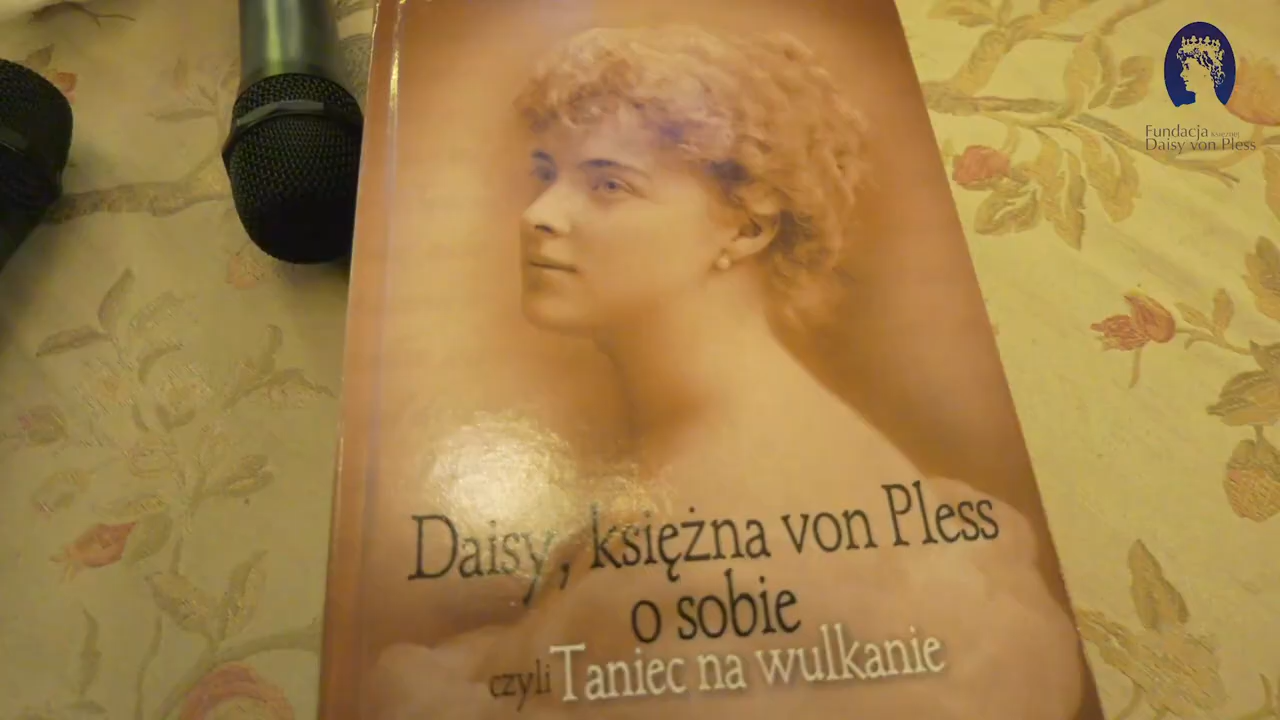 Fundacja księżnej
Daisy von Pless
Daisy, księżna von Pless
o sobie
czyli Taniec na wulkanie